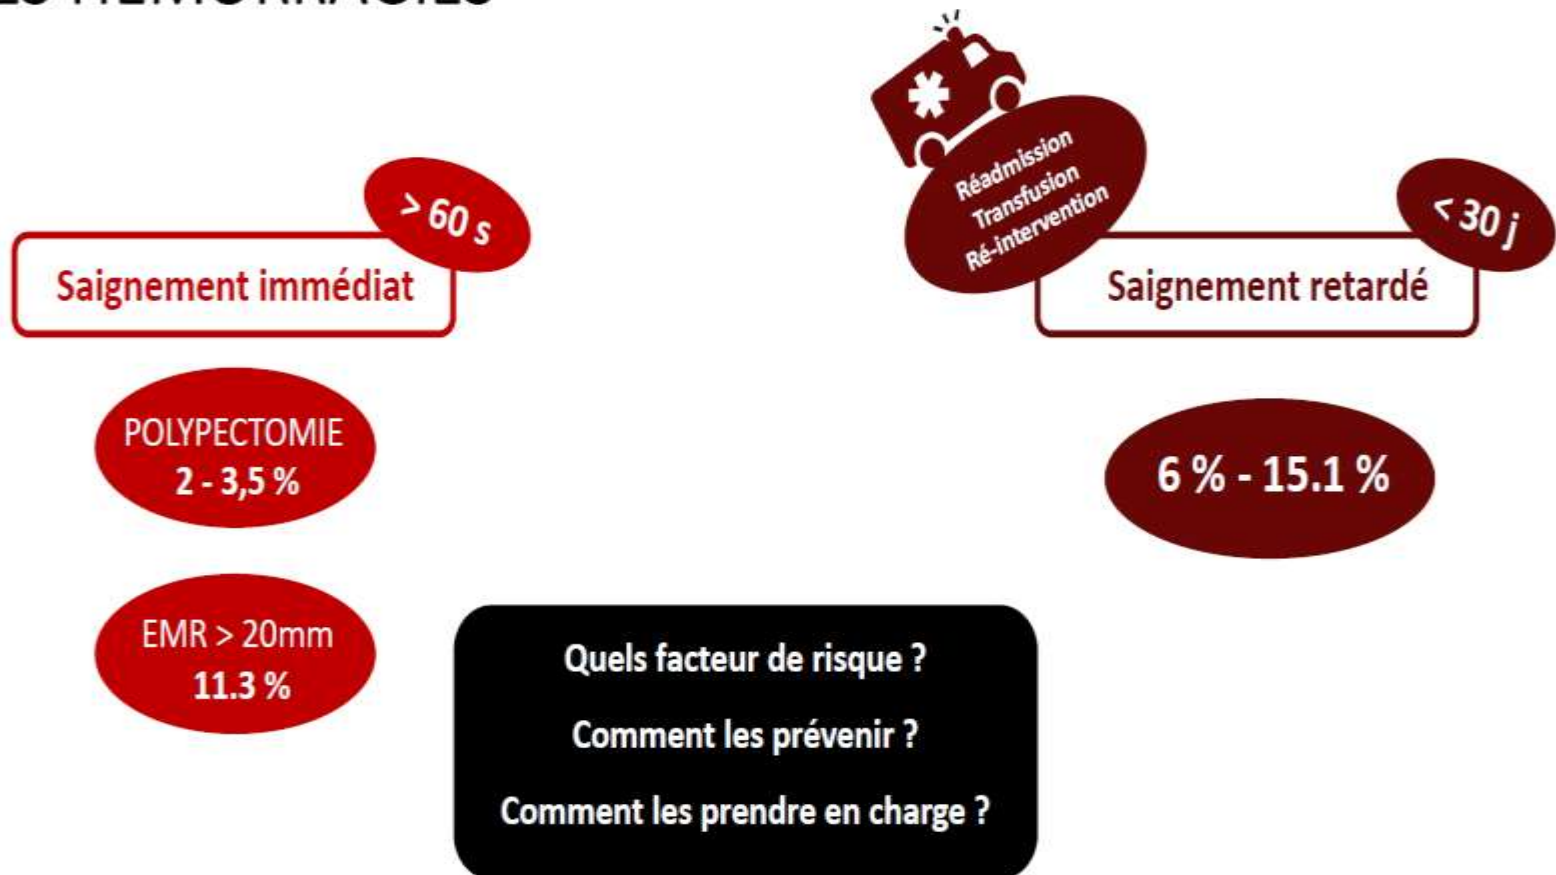 > 60 s
Saignement immédiat
POLYPECTOMIE
2 - 3,5 %
EMR > 20mm
11.3 %
Réadmission
Transfusion
Ré-intervention
< 30 j
Saignement retardé
6 % - 15.1 %
Quels facteur de risque ?
Comment les prévenir ?
Comment les prendre en charge ?